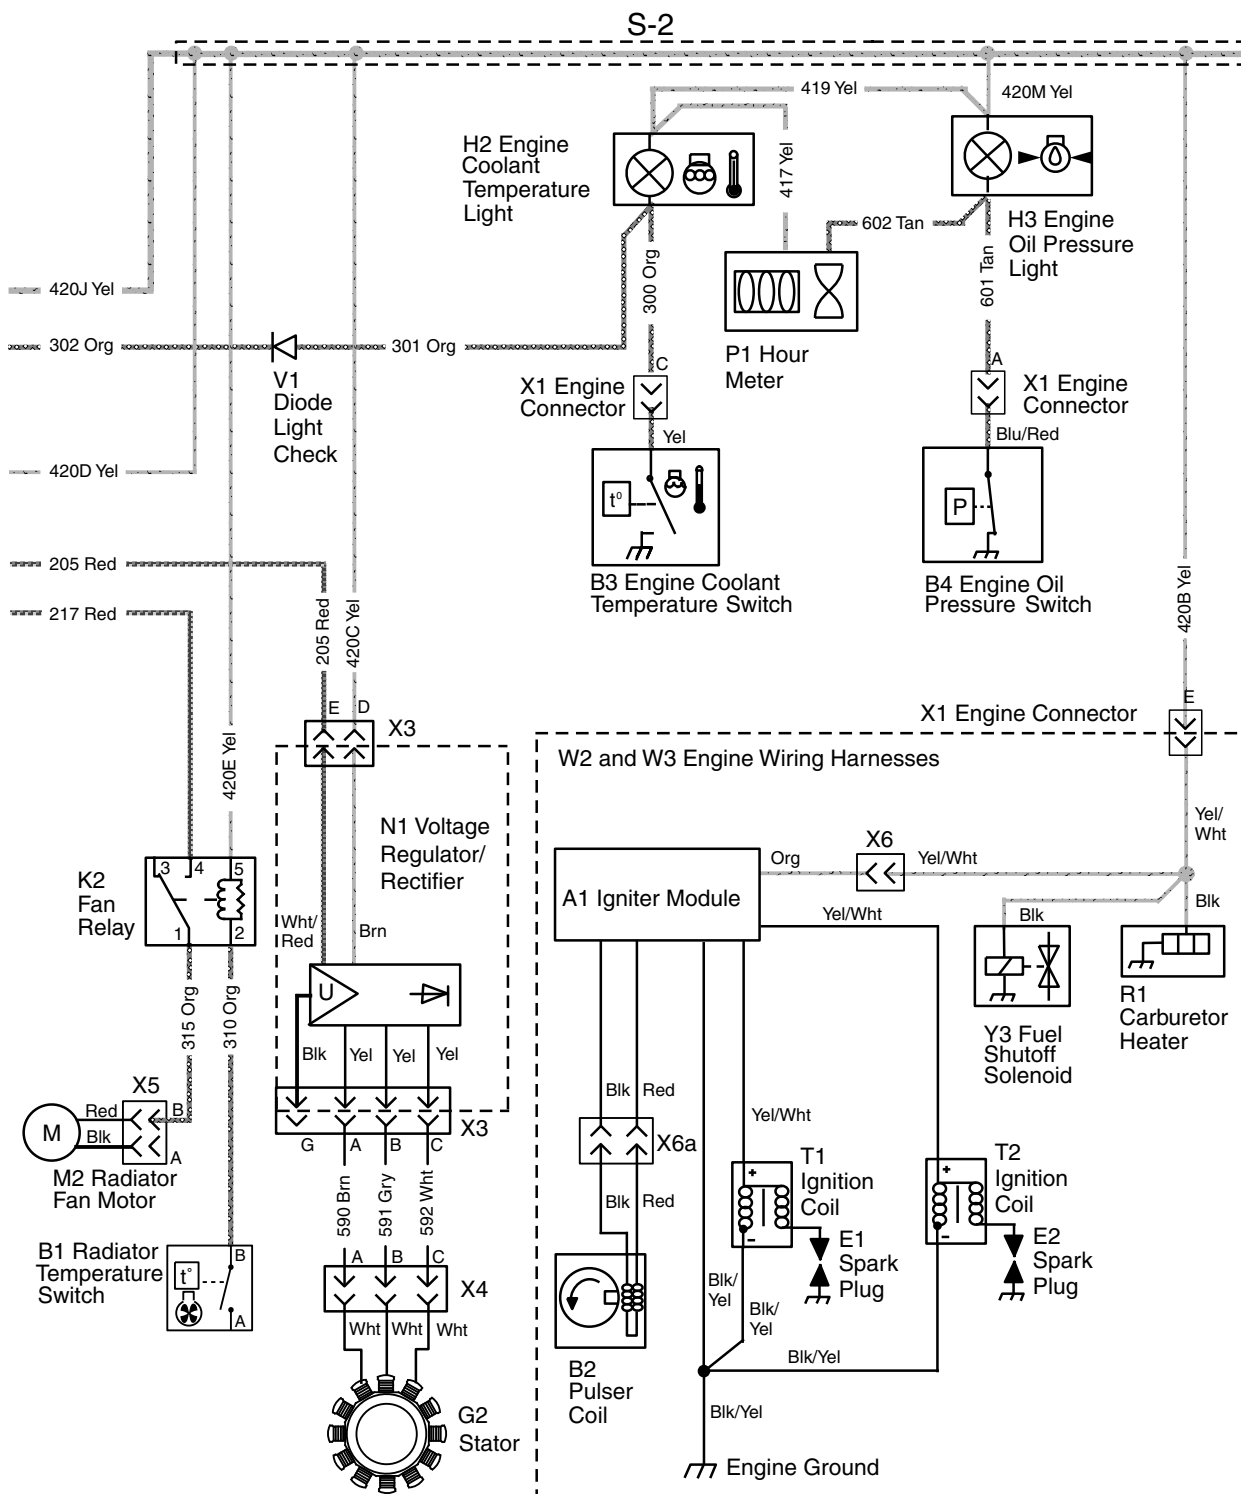 S-2
419 Yel
420M Yel
H2 Engine
Coolant
Temperature
Light
417 Yel
602 Tan
H3 Engine
Oil Pressure
Light
300 Org
601 Tan
420J Yel
302 Org
301 Org
V1
Diode
Light
Check
P1 Hour
Meter
C
A
X1 Engine
Connector
X1 Engine
Connector
Yel
Blu/Red
420D Yel
t°
P
205 Red
B3 Engine Coolant
Temperature Switch
B4 Engine Oil
Pressure Switch
217 Red
205 Red
420C Yel
420B Yel
E
D
X3
X1 Engine Connector
E
420E Yel
W2 and W3 Engine Wiring Harnesses
N1 Voltage
Regulator/
Rectifier
Yel/
Wht
X6
Org
Yel/Wht
K2
Fan
Relay
3
4
5
1
2
A1 Igniter Module
Wht/
Red
Brn
Yel/Wht
Blk
Blk
U
315 Org
310 Org
Blk
Yel
Yel
Yel
Y3 Fuel
Shutoff
Solenoid
R1
Carburetor
Heater
X5
Red
B
Blk
A
M
M2 Radiator
Fan Motor
G
A
B
C
X3
Blk
Red
Yel/Wht
X6a
Blk
Red
590 Brn
591 Gry
592 Wht
T1
Ignition
Coil
+
-
T2
Ignition
Coil
+
-
B1 Radiator
Temperature
Switch
B
t°
A
A
B
C
X4
E1
Spark
Plug
E2
Spark
Plug
Wht
Wht
Wht
Blk/
Yel
Blk/
Yel
Blk/Yel
B2
Pulser
Coil
G2
Stator
Blk/Yel
Engine Ground